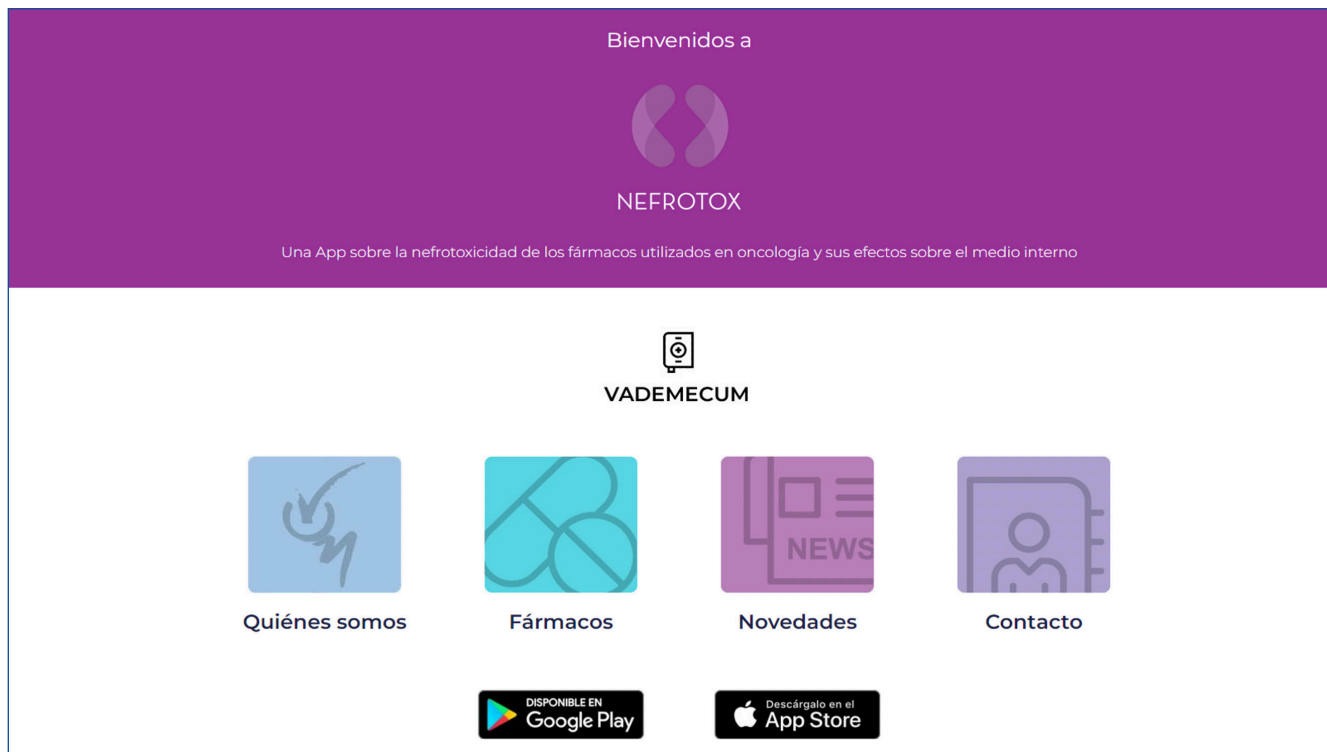 Bienvenidos a
NEFROTOX
Una App sobre la nefrotoxicidad de los fármacos utilizados en oncología y sus efectos sobre el medio interno
VADEMECUM
NEWS
Quiénes somos
Fármacos
Novedades
Contacto
DISPONIBLE EN
Google Play
Descárgalo en el
App Store